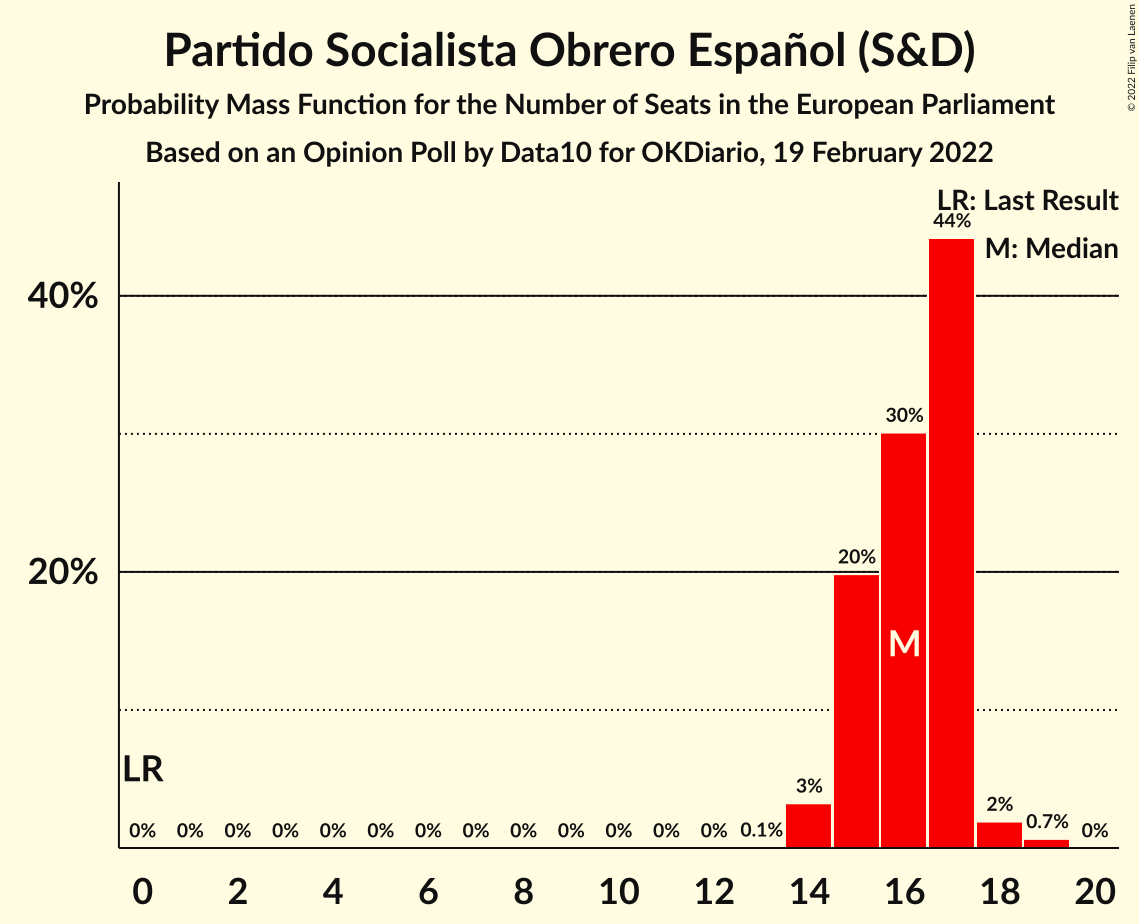 Partido Socialista Obrero Español (S&D)
Probability Mass Function for the Number of Seats in the European Parliament
Based on an Opinion Poll by Data10 for OKDiario, 19 February 2022
© 2022 Filip van Laenen
LR: Last Result
44%
M: Median
40%
30%
20%
20%
M
LR
3%
2%
0% 0% 0% 0% 0% 0% 0% 0% 0% 0% 0% 0% 0% 0.1% 0.7% 0%
0 2 4 6 8 10 12 14 16 18 20